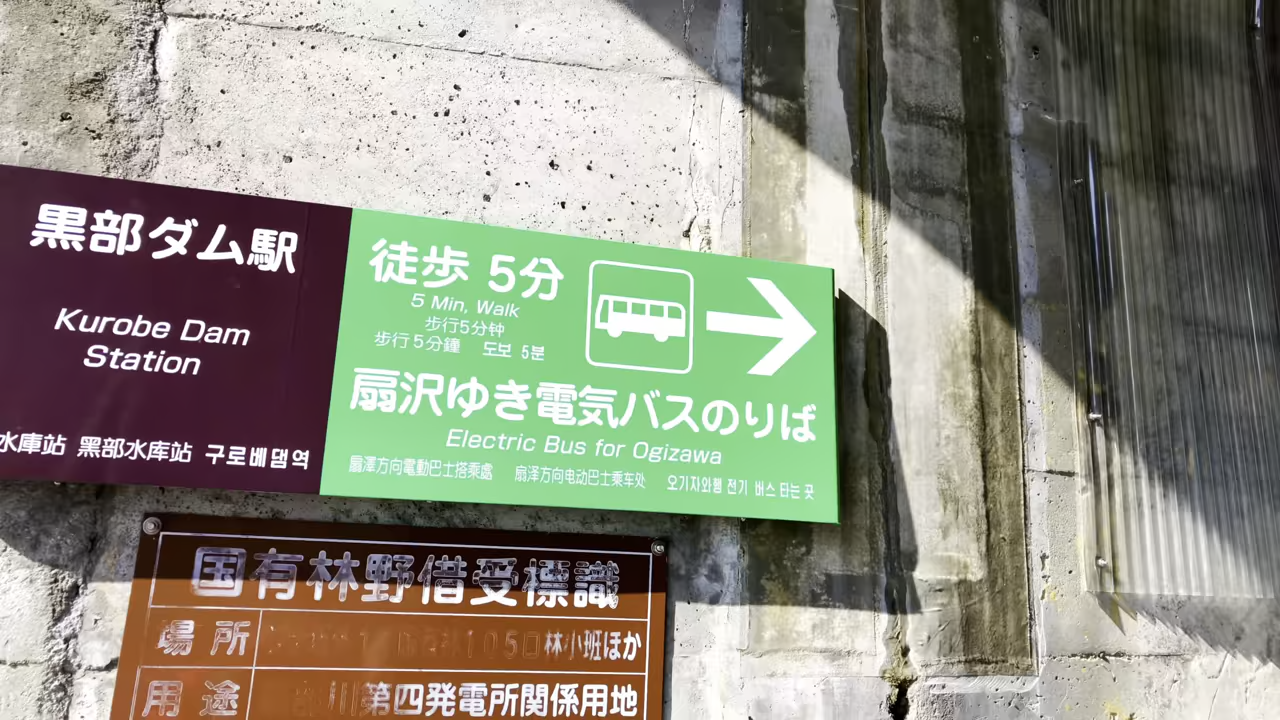 黒部ダム駅
Kurobe Dam
Station
水庫站 黑部水库站 구로베댐역
徒歩 5分
5 Min, Walk
步行5分钟
步行5分鐘 도보 5분
扇沢ゆき電気バスのりば
Electric Bus for Ogizawa
扇澤方向電動巴士搭乘處 扇泽方向电动巴士乘车处 오기자와행 전기 버스 타는 곳
国有林野借受標識
場所 105 林小班ほか
用途 川第四発電所関係用地